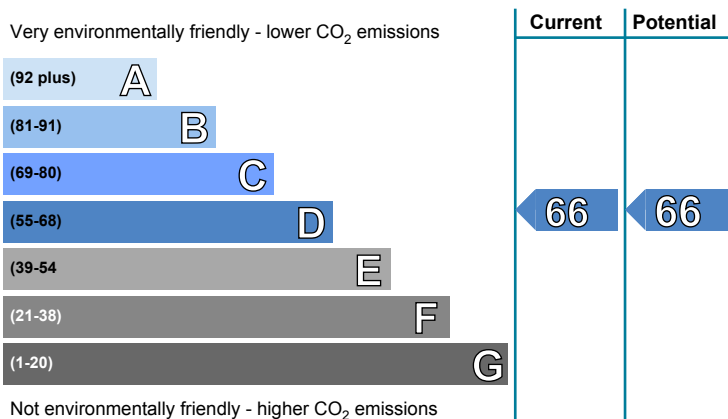 Current Potential
Very environmentally friendly - lower CO2 emissions
(92 plus) A
(81-91) B
(69-80) C
(55-68) D 66 66
(39-54 E
(21-38) F
(1-20) G
Not environmentally friendly - higher CO2 emissions